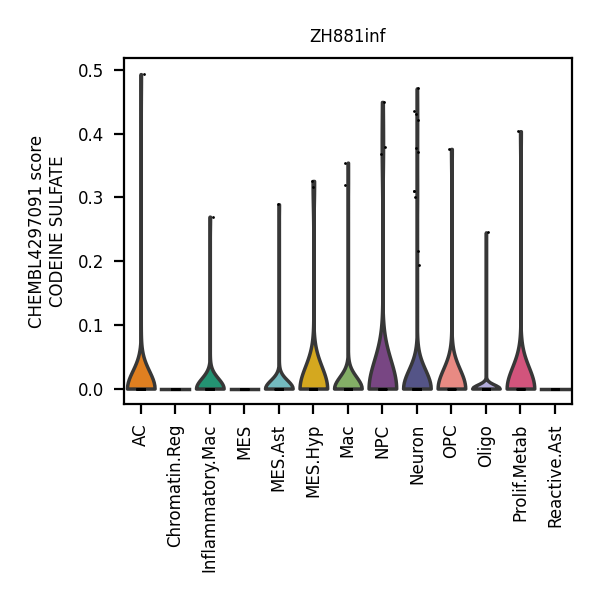 ZH881inf
CHEMBL4297091 score
CODEINE SULFATE
0.5
0.4
0.3
0.2
0.1
0.0
AC
Chromatin.Reg
Inflammatory.Mac
MES
MES.Ast
MES.Hyp
Mac
NPC
Neuron
OPC
Oligo
Prolif.Metab
Reactive.Ast